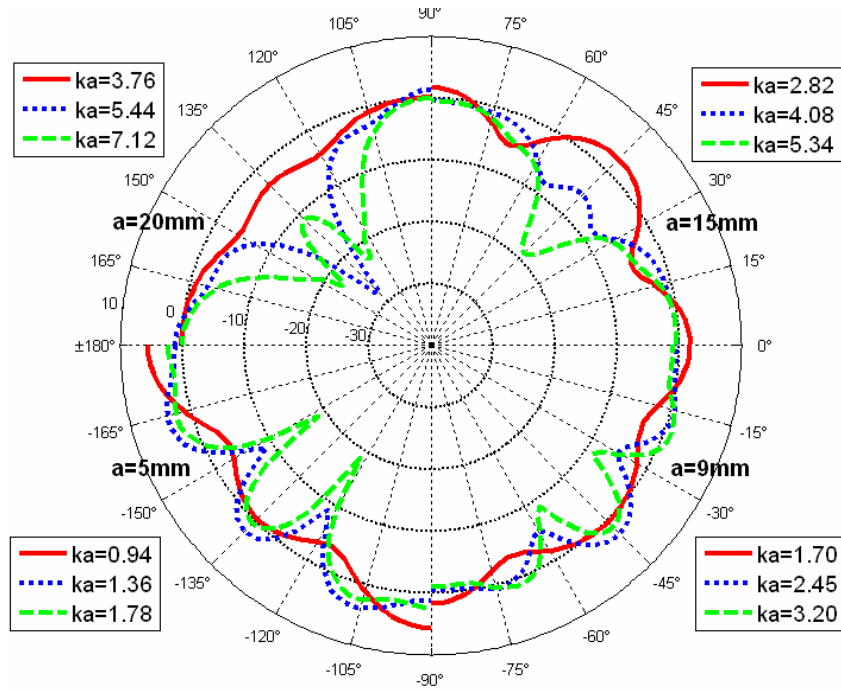 90°
105°
75°
120°
60°
ka=3.76
ka=5.44
ka=7.12
ka=2.82
ka=4.08
ka=5.34
135°
45°
150°
30°
a=20mm
a=15mm
165°
15°
10
0
-10
-20
-30
±180°
0°
-165°
-15°
a=5mm
a=9mm
-150°
-30°
ka=0.94
ka=1.36
ka=1.78
ka=1.70
ka=2.45
ka=3.20
-135°
-45°
-120°
-60°
-105°
-75°
-90°